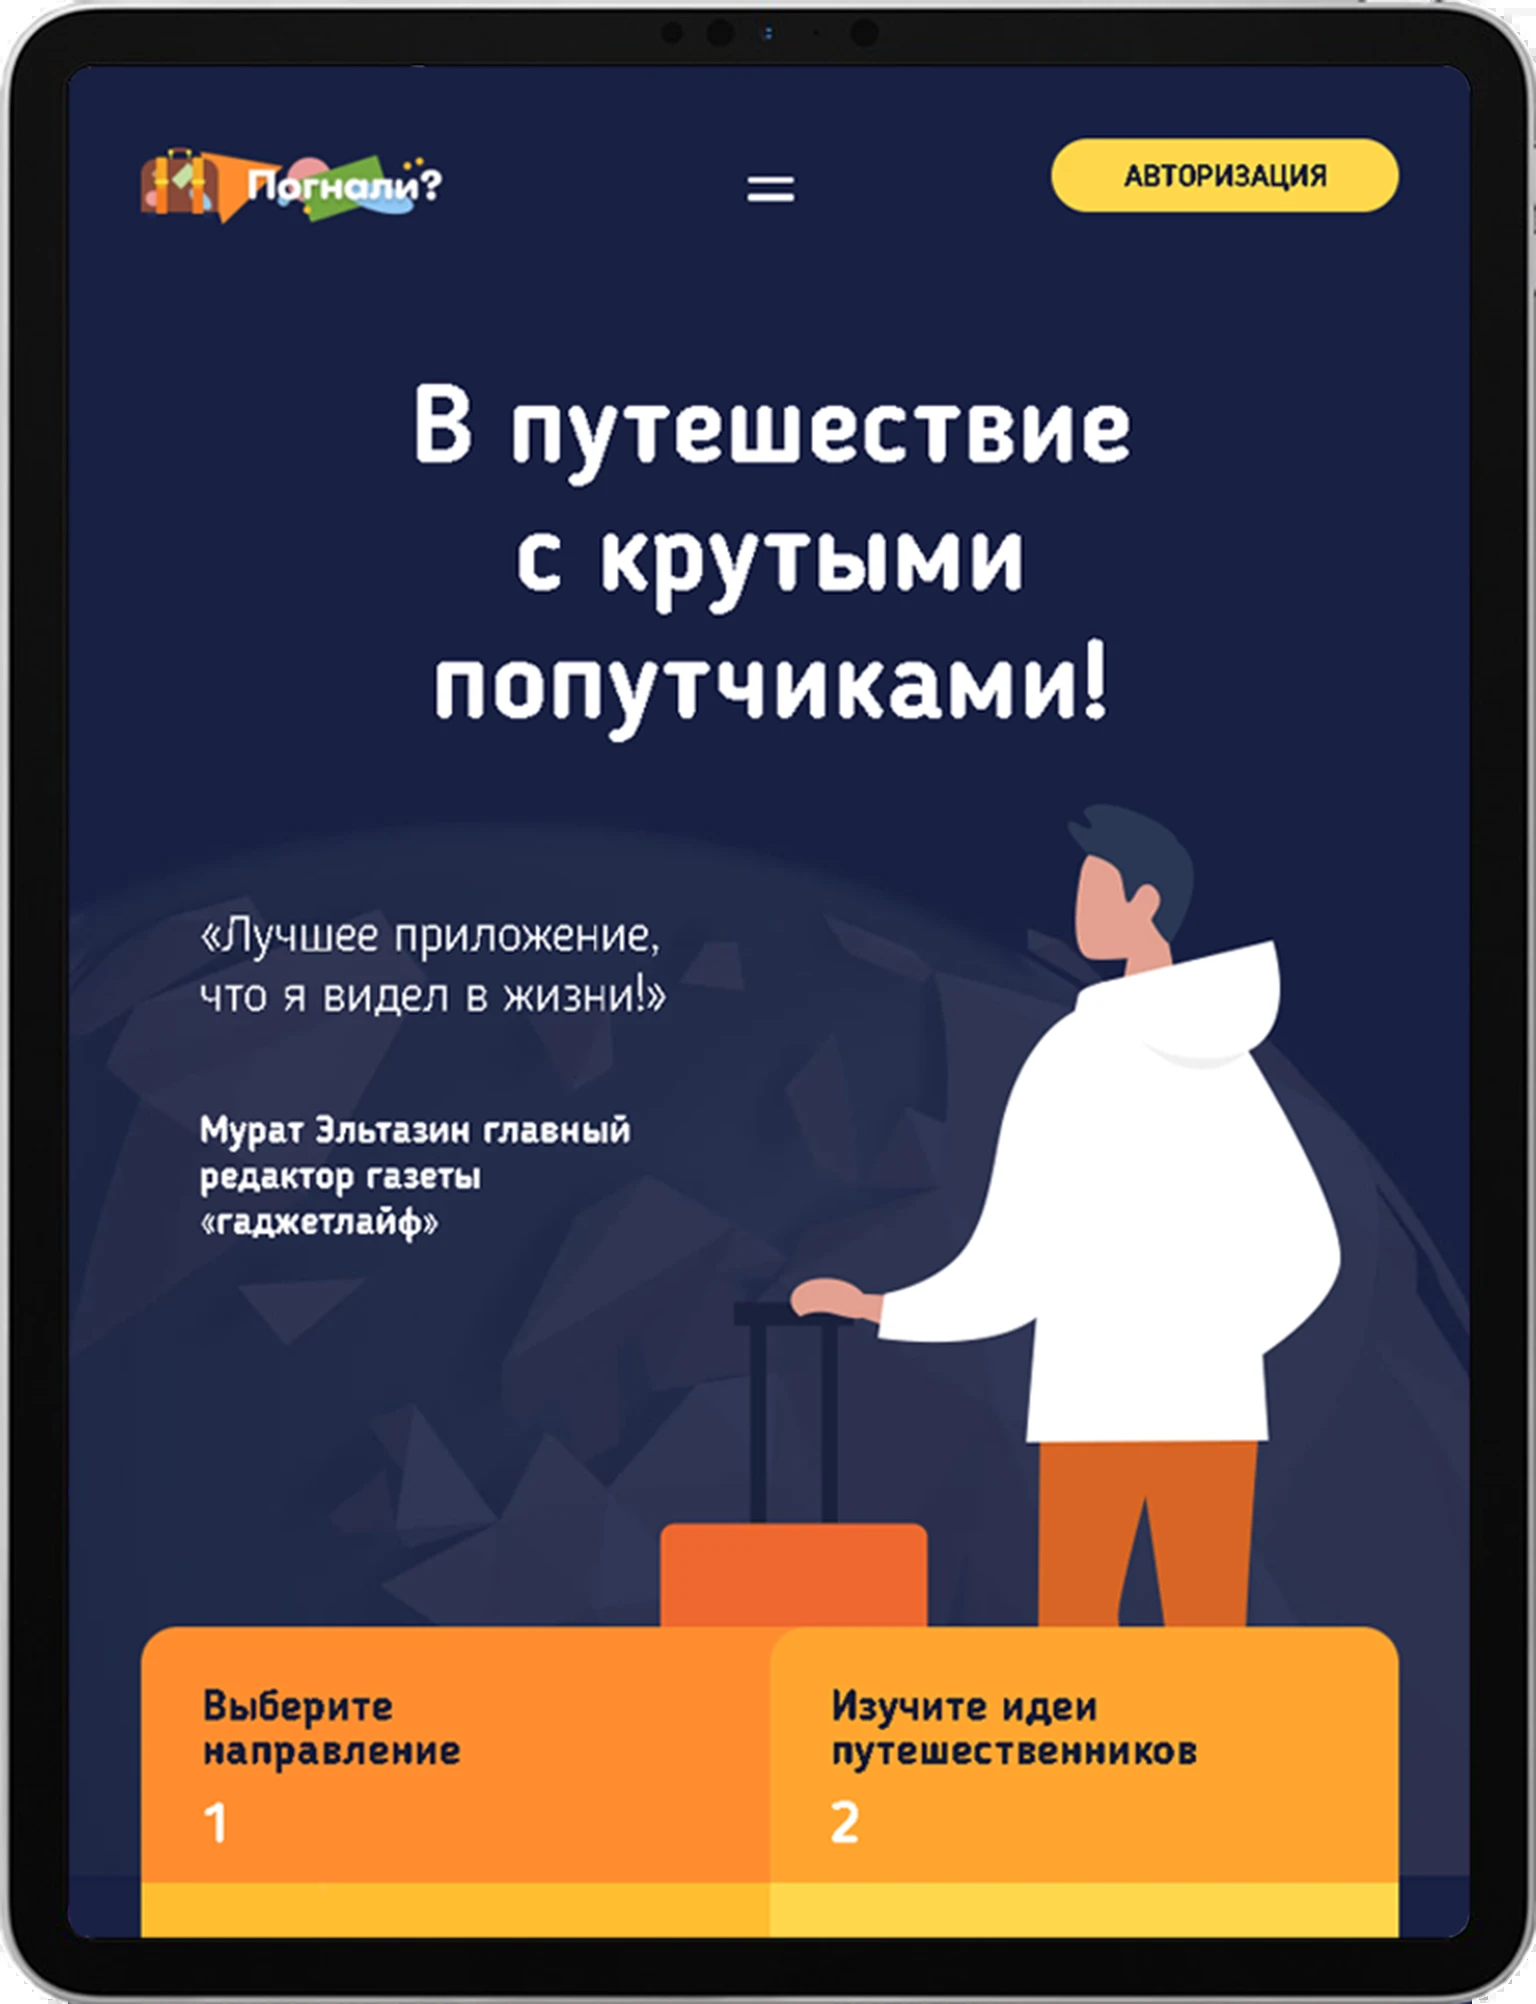 Погнали?
АВТОРИЗАЦИЯ
В путешествие
с крутыми
попутчиками!
«Лучшее приложение,
что я видел в жизни!»
Мурат Эльтазин главный
редактор газеты
«гаджетлайф»
Выберите
направление
1
Изучите идеи
путешественников
2